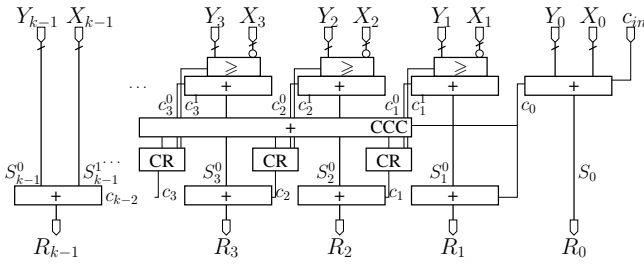 Y_{k-1} X_{k-1} Y_3 X_3 Y_2 X_2 Y_1 X_1 Y_0 X_0 c_{in}
⩾ ⩾ ⩾
... + + + +
c_3^0 c_3^1 c_2^0 c_2^1 c_1^0 c_1^1 c_0
+ CCC
... CR CR CR
S_{k-1}^0 S_{k-1}^1 c_3 S_3^0 c_2 S_2^0 c_1 S_1^0 S_0
+ c_{k-2} + + +
R_{k-1} R_3 R_2 R_1 R_0